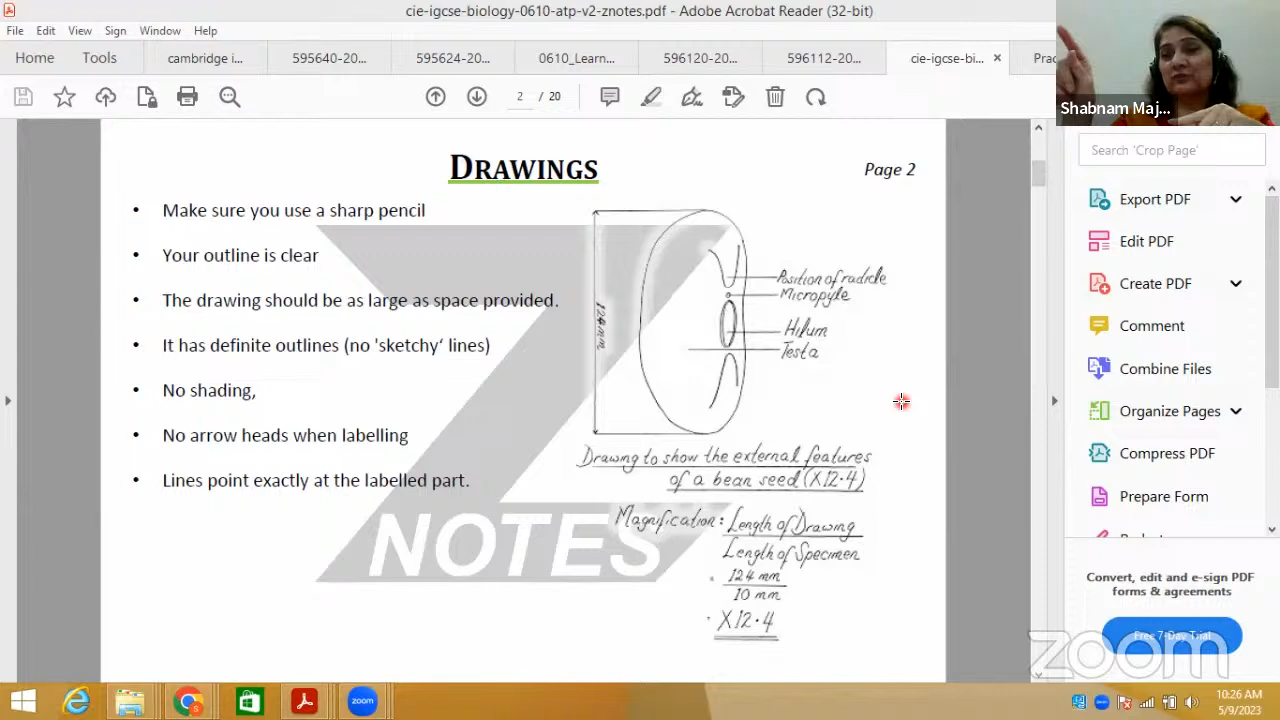 cie-igcse-biology-0610-atp-v2-znotes.pdf - Adobe Acrobat Reader (32-bit)
File Edit View Sign Window Help
Home Tools cambridge i... 595640-20... 595624-20... 0610_Learn... 596120-20... 596112-20... cie-igcse-bi... × Prac
2 / 20
Shabnam Maj...
Search 'Crop Page'
DRAWINGS
Page 2
• Make sure you use a sharp pencil
• Your outline is clear
• The drawing should be as large as space provided.
• It has definite outlines (no 'sketchy' lines)
• No shading,
• No arrow heads when labelling
• Lines point exactly at the labelled part.
124mm
Position of radicle
Micropyle
Hilum
Testa
Drawing to show the external features
of a bean seed (X12.4)
Magnification: Length of Drawing
Length of Specimen
124 mm
10 mm
X12.4
Z
NOTES
Export PDF
Edit PDF
Create PDF
Comment
Combine Files
Organize Pages
Compress PDF
Prepare Form
Convert, edit and e-sign PDF
forms & agreements
Free 7-Day Trial
zoom
zoom
10:26 AM
5/9/2023